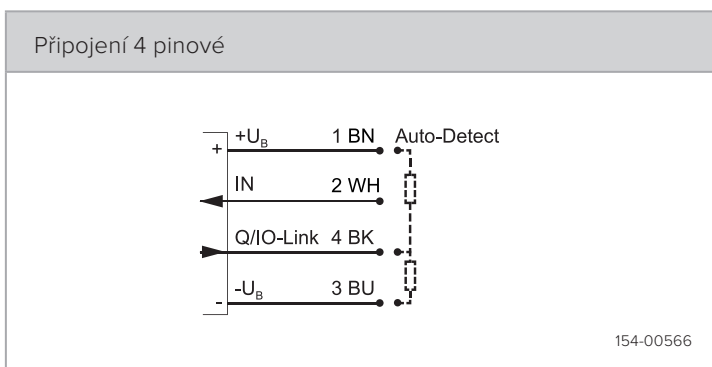 Připojení 4 pinové
+ +U_B 1 BN Auto-Detect
IN 2 WH
Q/IO-Link 4 BK
- -U_B 3 BU
154-00566